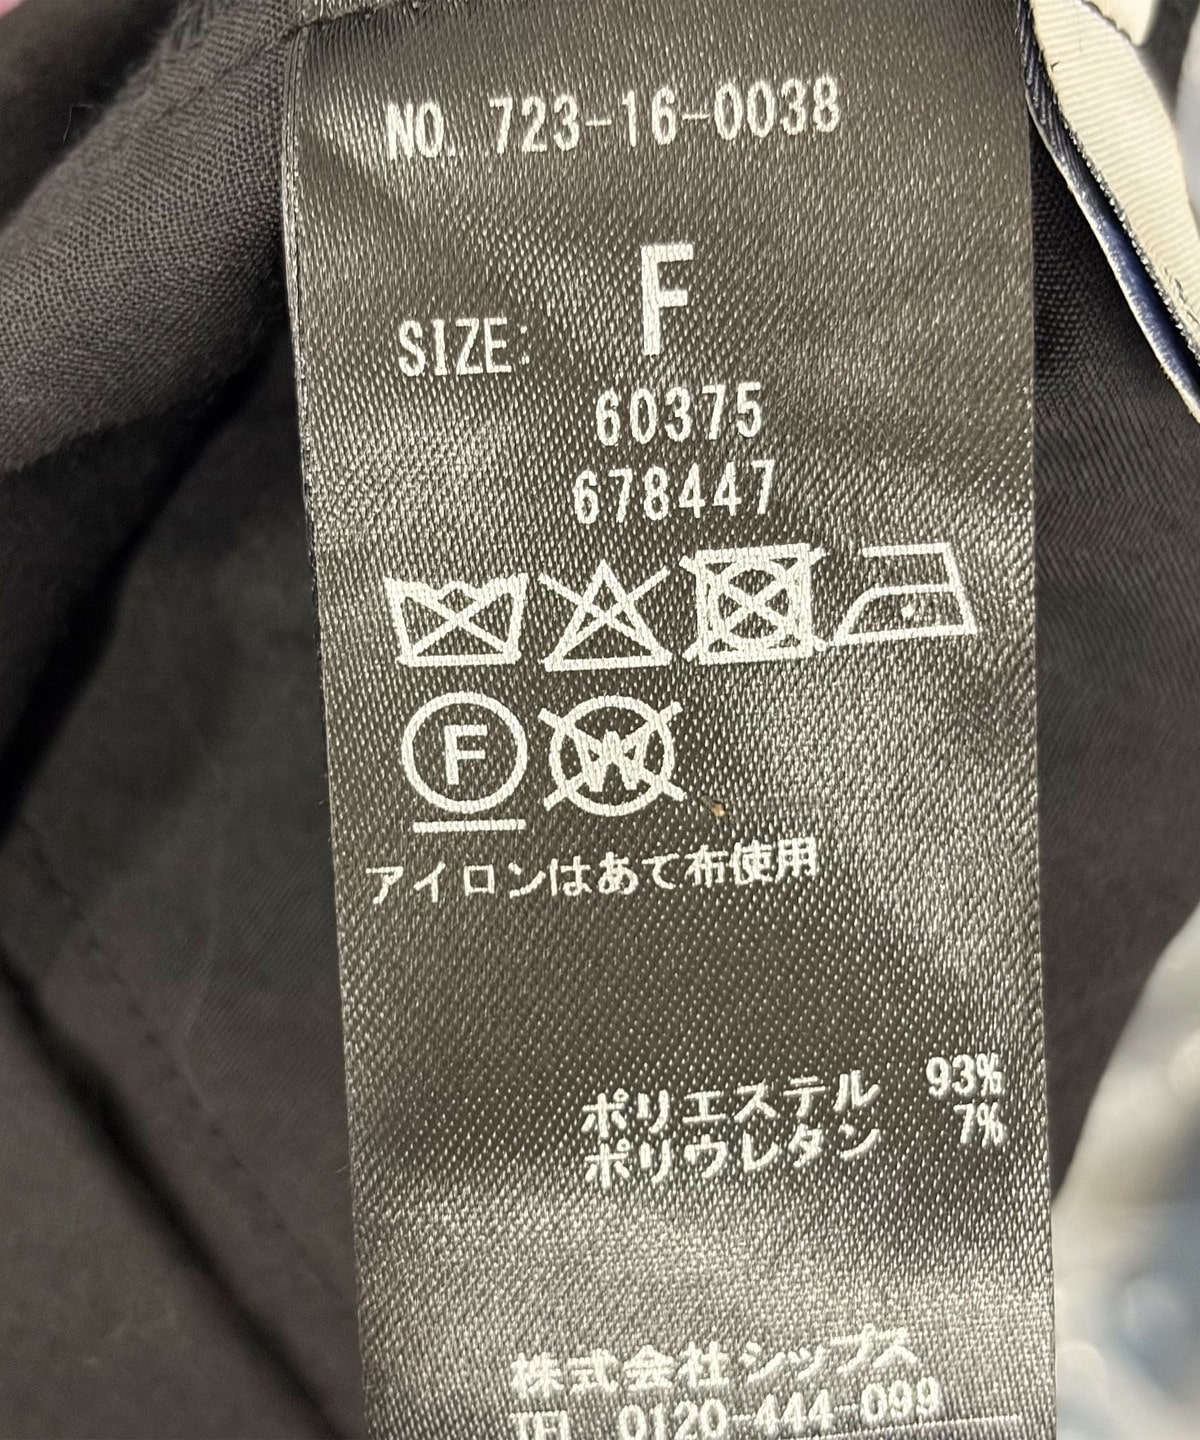 NO. 723-16-0038
SIZE: F
60375
678447
F W
アイロンはあて布使用
ポリエステル 93%
ポリウレタン 7%
株式会社シップス
TEL 0120-444-099